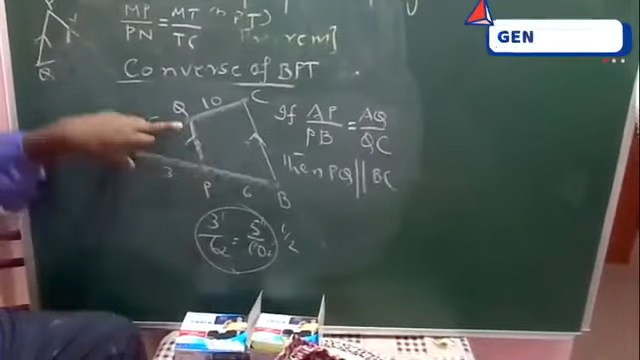 MP/PN = MT/TG
Converse of BPT
Q 10 C
If AP/PB = AQ/QC
Then PQ || BC
3 P 6 B
3/6 = 5/10
Q
GEN